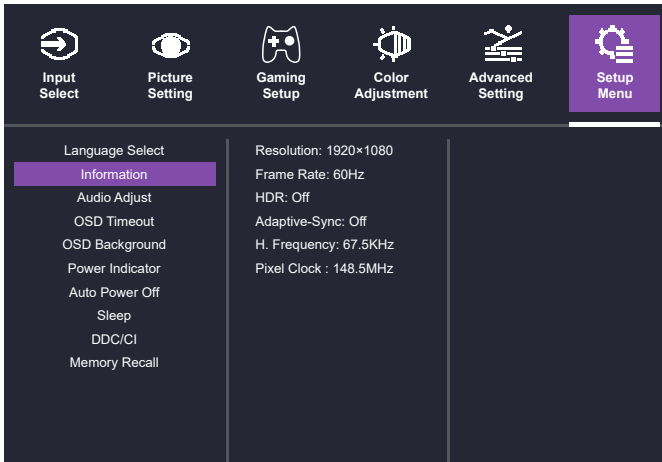 Input
Select
Picture
Setting
Gaming
Setup
Color
Adjustment
Advanced
Setting
Setup
Menu
Language Select
Information
Audio Adjust
OSD Timeout
OSD Background
Power Indicator
Auto Power Off
Sleep
DDC/CI
Memory Recall
Resolution: 1920×1080
Frame Rate: 60Hz
HDR: Off
Adaptive-Sync: Off
H. Frequency: 67.5KHz
Pixel Clock : 148.5MHz